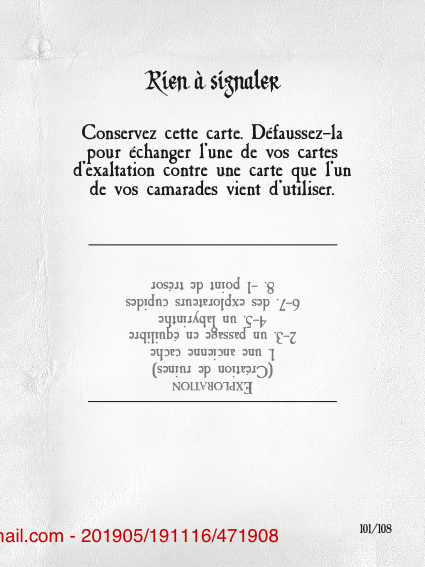 Rien à signaler
Conservez cette carte. Défaussez-la
pour échanger l'une de vos cartes
d'exaltation contre une carte que l'un
de vos camarades vient d'utiliser.
Exploration
(Création de ruines)
1. une ancienne cache
2-3. un passage en équilibre
4-5. un labyrinthe
6-7. des explorateurs cupides
8. -1 point de trésor
101/108
mail.com - 201905/191116/471908